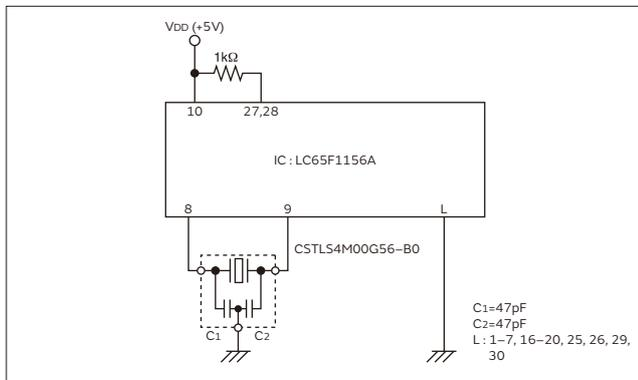 VDD (+5V)
1kΩ
10
27,28
IC : LC65F1156A
8
9
L
CSTLS4M00G56–B0
C1
C2
C1=47pF
C2=47pF
L : 1–7, 16–20, 25, 26, 29,
30